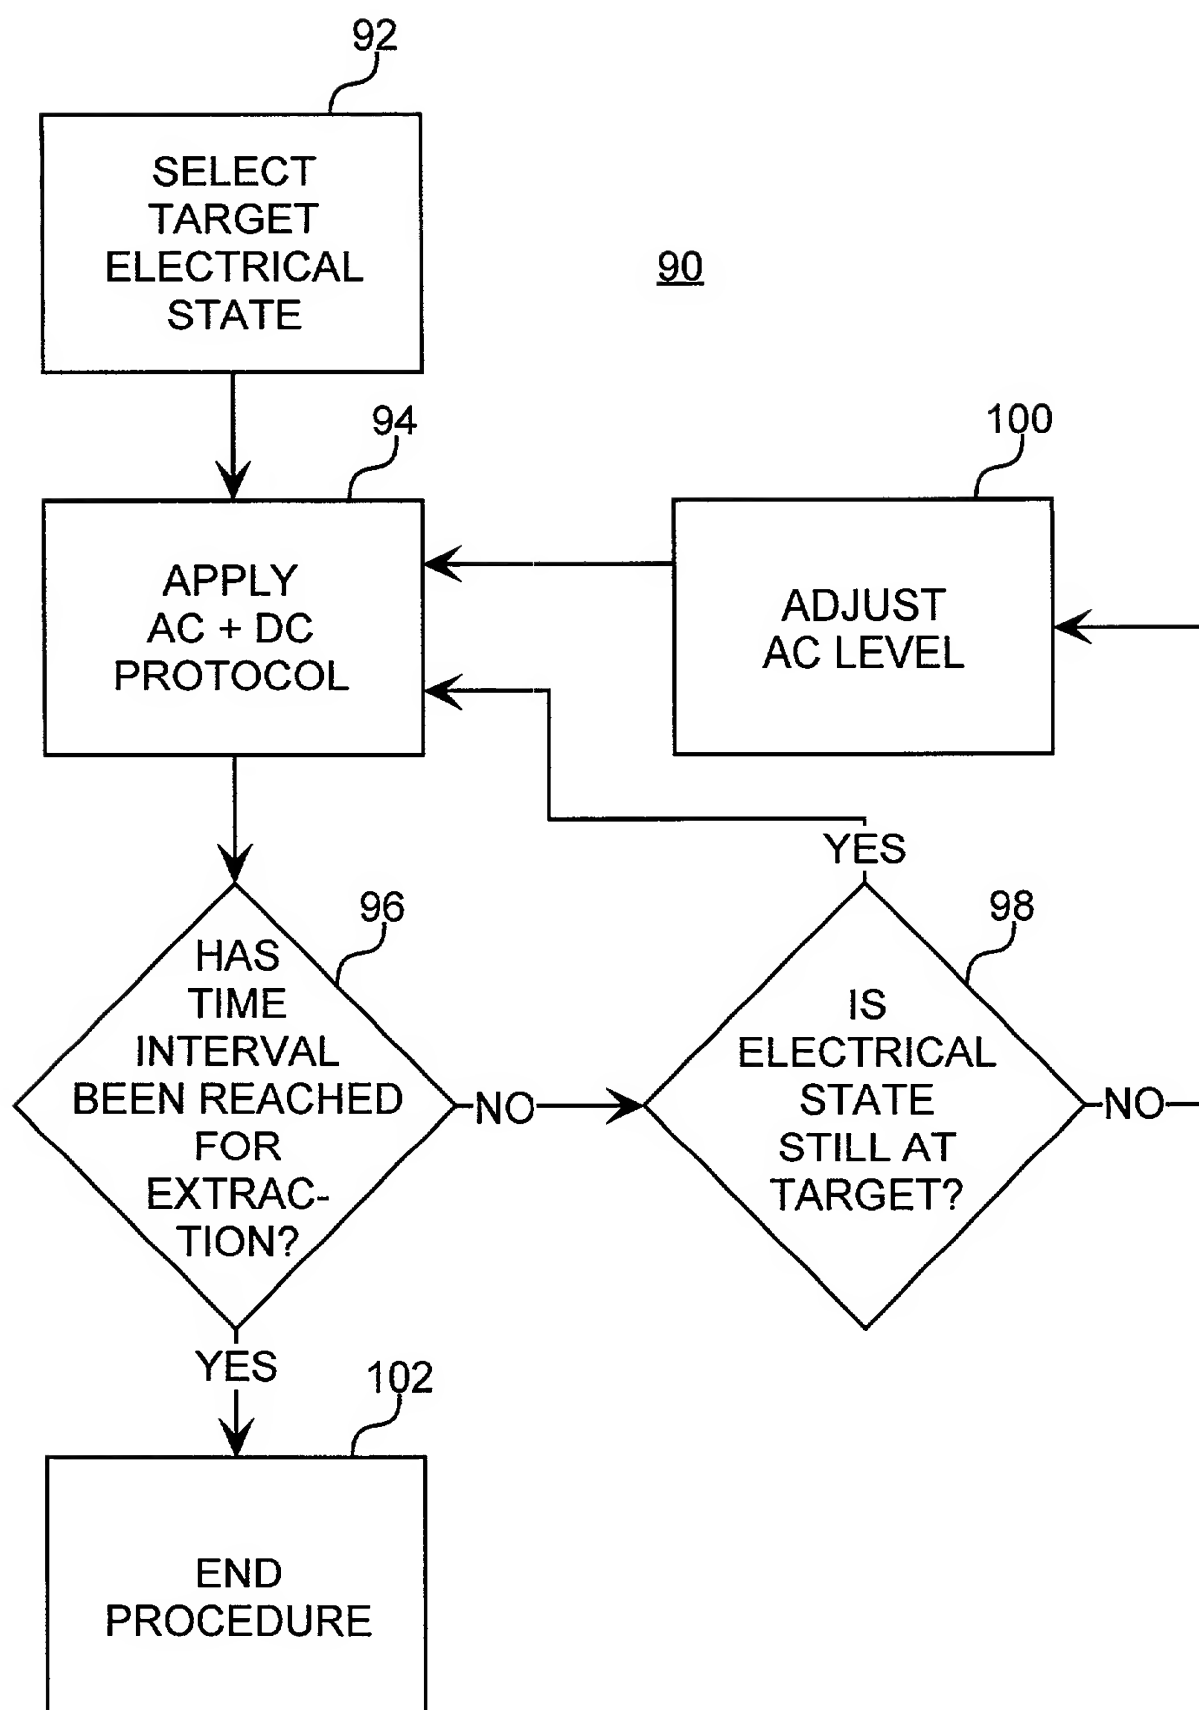 92
SELECT
TARGET
ELECTRICAL
STATE
90
94
APPLY
AC + DC
PROTOCOL
100
ADJUST
AC LEVEL
YES
96
HAS
TIME
INTERVAL
BEEN REACHED
FOR
EXTRAC-
TION?
NO
98
IS
ELECTRICAL
STATE
STILL AT
TARGET?
NO
YES
102
END
PROCEDURE